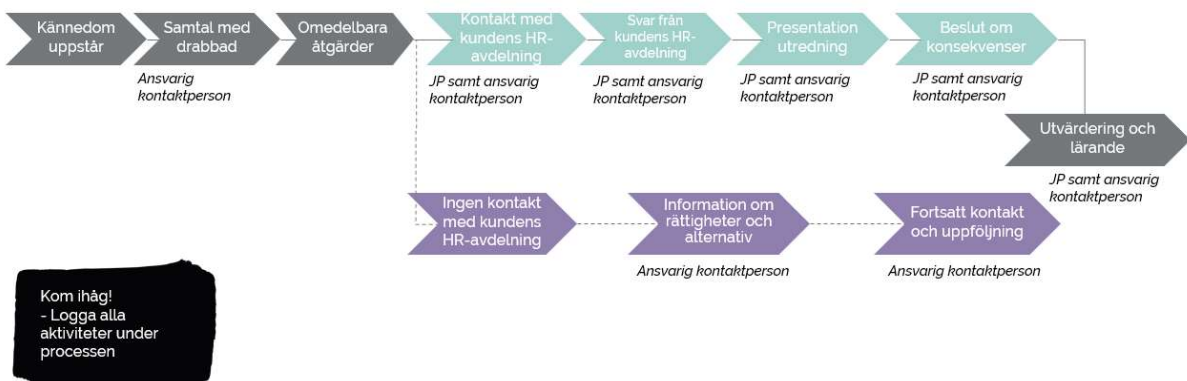 Kännedom
uppstår
Samtal med
drabbad
Omedelbara
åtgärder
Kontakt med
kundens HR-
avdelning
Svar från
kundens HR-
avdelning
Presentation
utredning
Beslut om
konsekvenser
Ansvarig
kontaktperson
JP samt ansvarig
kontaktperson
JP samt ansvarig
kontaktperson
JP samt ansvarig
kontaktperson
JP samt ansvarig
kontaktperson
Utvärdering och
lärande
JP samt ansvarig
kontaktperson
Ingen kontakt
med kundens
HR-avdelning
Information om
rättigheter och
alternativ
Fortsatt kontakt
och uppföljning
Ansvarig kontaktperson
Ansvarig kontaktperson
Kom ihåg!
- Logga alla
aktiviteter under
processen